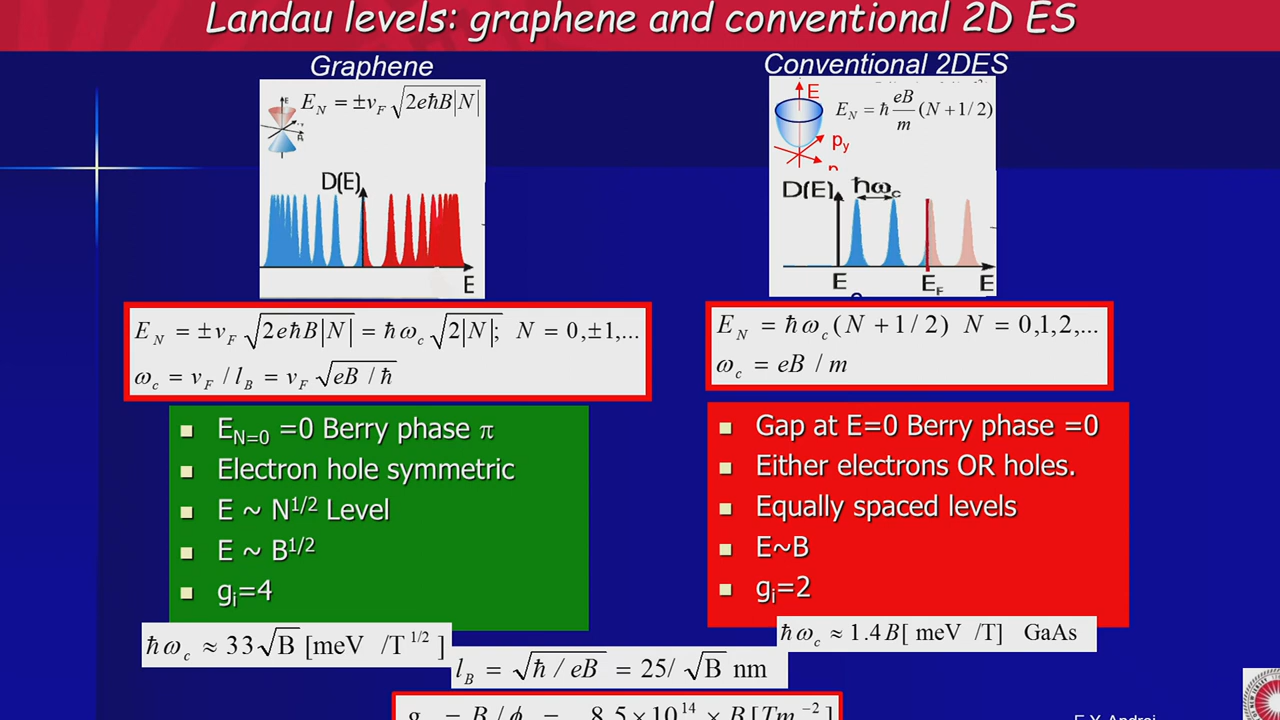 Landau levels: graphene and conventional 2D ES
Graphene
E_N = ±v_F √2eħB|N|
D(E)
E
E_N = ±v_F √2eħB|N| = ħω_c √2|N|; N = 0,±1,...
ω_c = v_F / l_B = v_F √eB / ħ
E_N=0 =0 Berry phase π
Electron hole symmetric
E ~ N^1/2 Level
E ~ B^1/2
g_i=4
ħω_c ≈ 33√B [meV /T^1/2 ]
Conventional 2DES
E
E_N = ħ eB/m (N +1/2)
p_y
D(E)
ħω_c
E
E_F
E
E_N = ħω_c (N +1/2) N = 0,1,2,...
ω_c = eB / m
Gap at E=0 Berry phase =0
Either electrons OR holes.
Equally spaced levels
E~B
g_i=2
ħω_c ≈ 1.4B[ meV /T] GaAs
l_B = √ħ / eB = 25/ √B nm
= B / ϕ = 8.5×10^14 × B[Tm^-2]